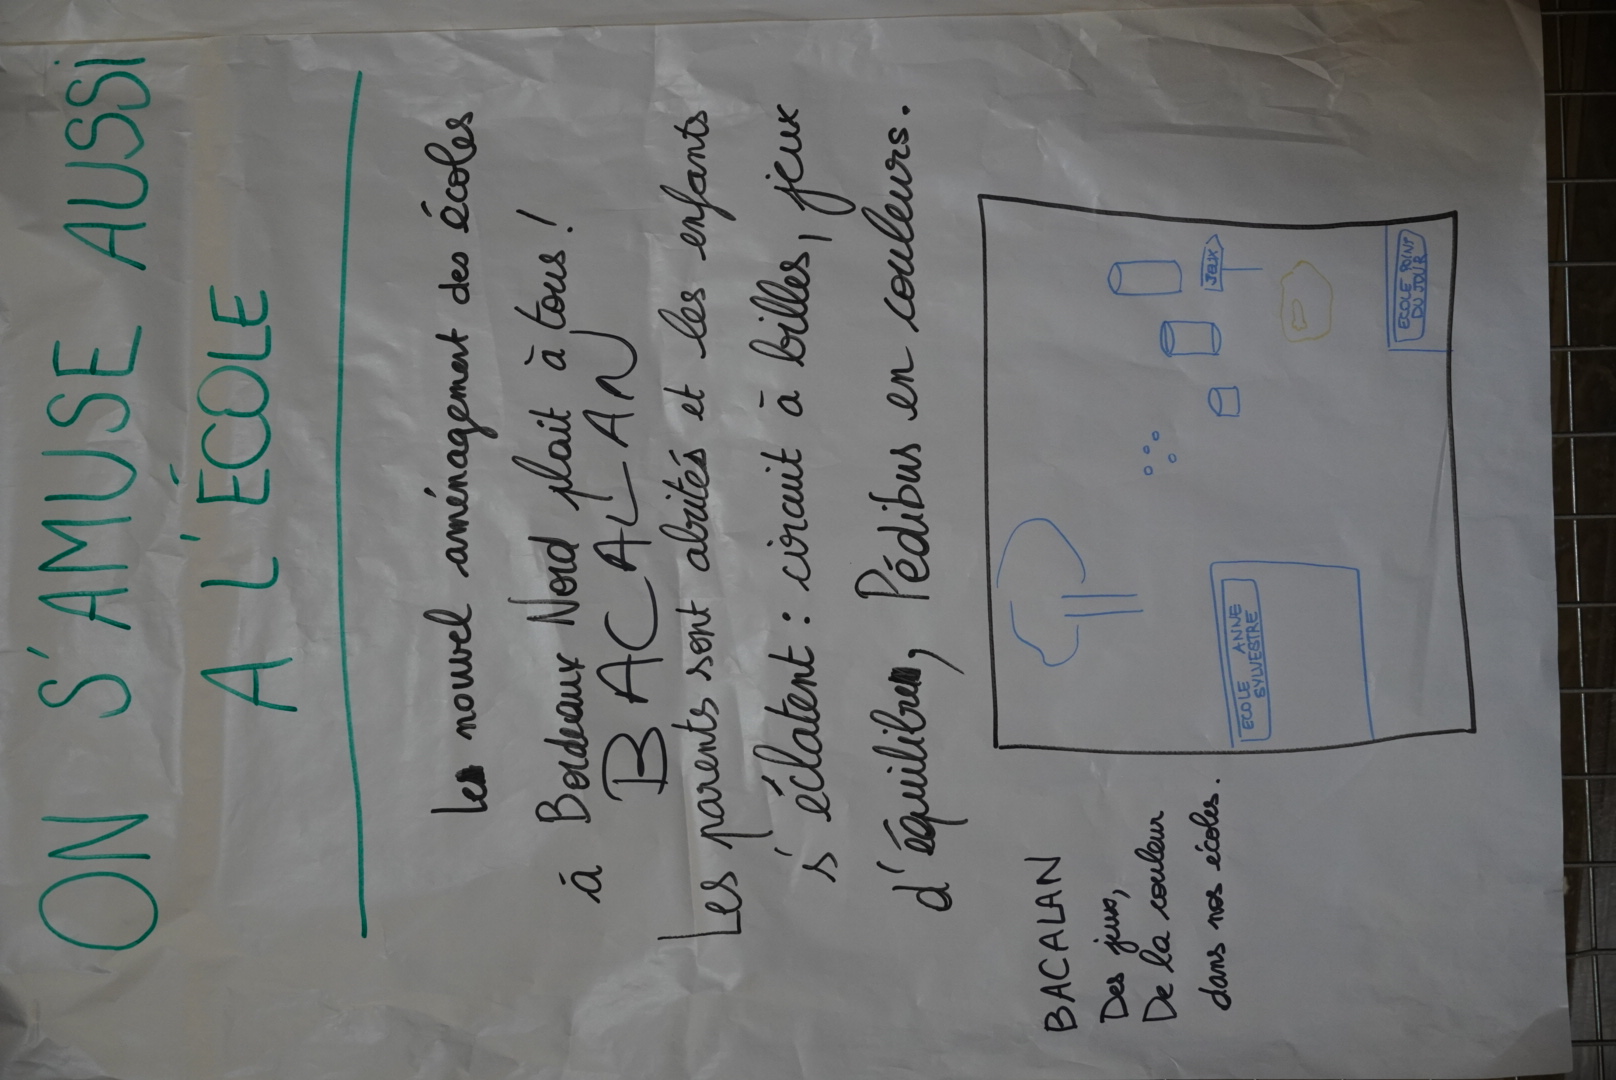 ON S'AMUSE AUSSI
A L'ÉCOLE
Le nouvel aménagement des écoles
à Bordeaux Nord plait à tous !
BACALAN
Les parents sont abrités et les enfants
s'éclatent : circuit à billes, jeux
d'équilibre, Pédibus en couleurs.
BACALAN
Des jeux,
De la couleur
dans nos écoles.
JEUX
ECOLE ANNE
SYLVESTRE
ECOLE POINT
DU JOUR